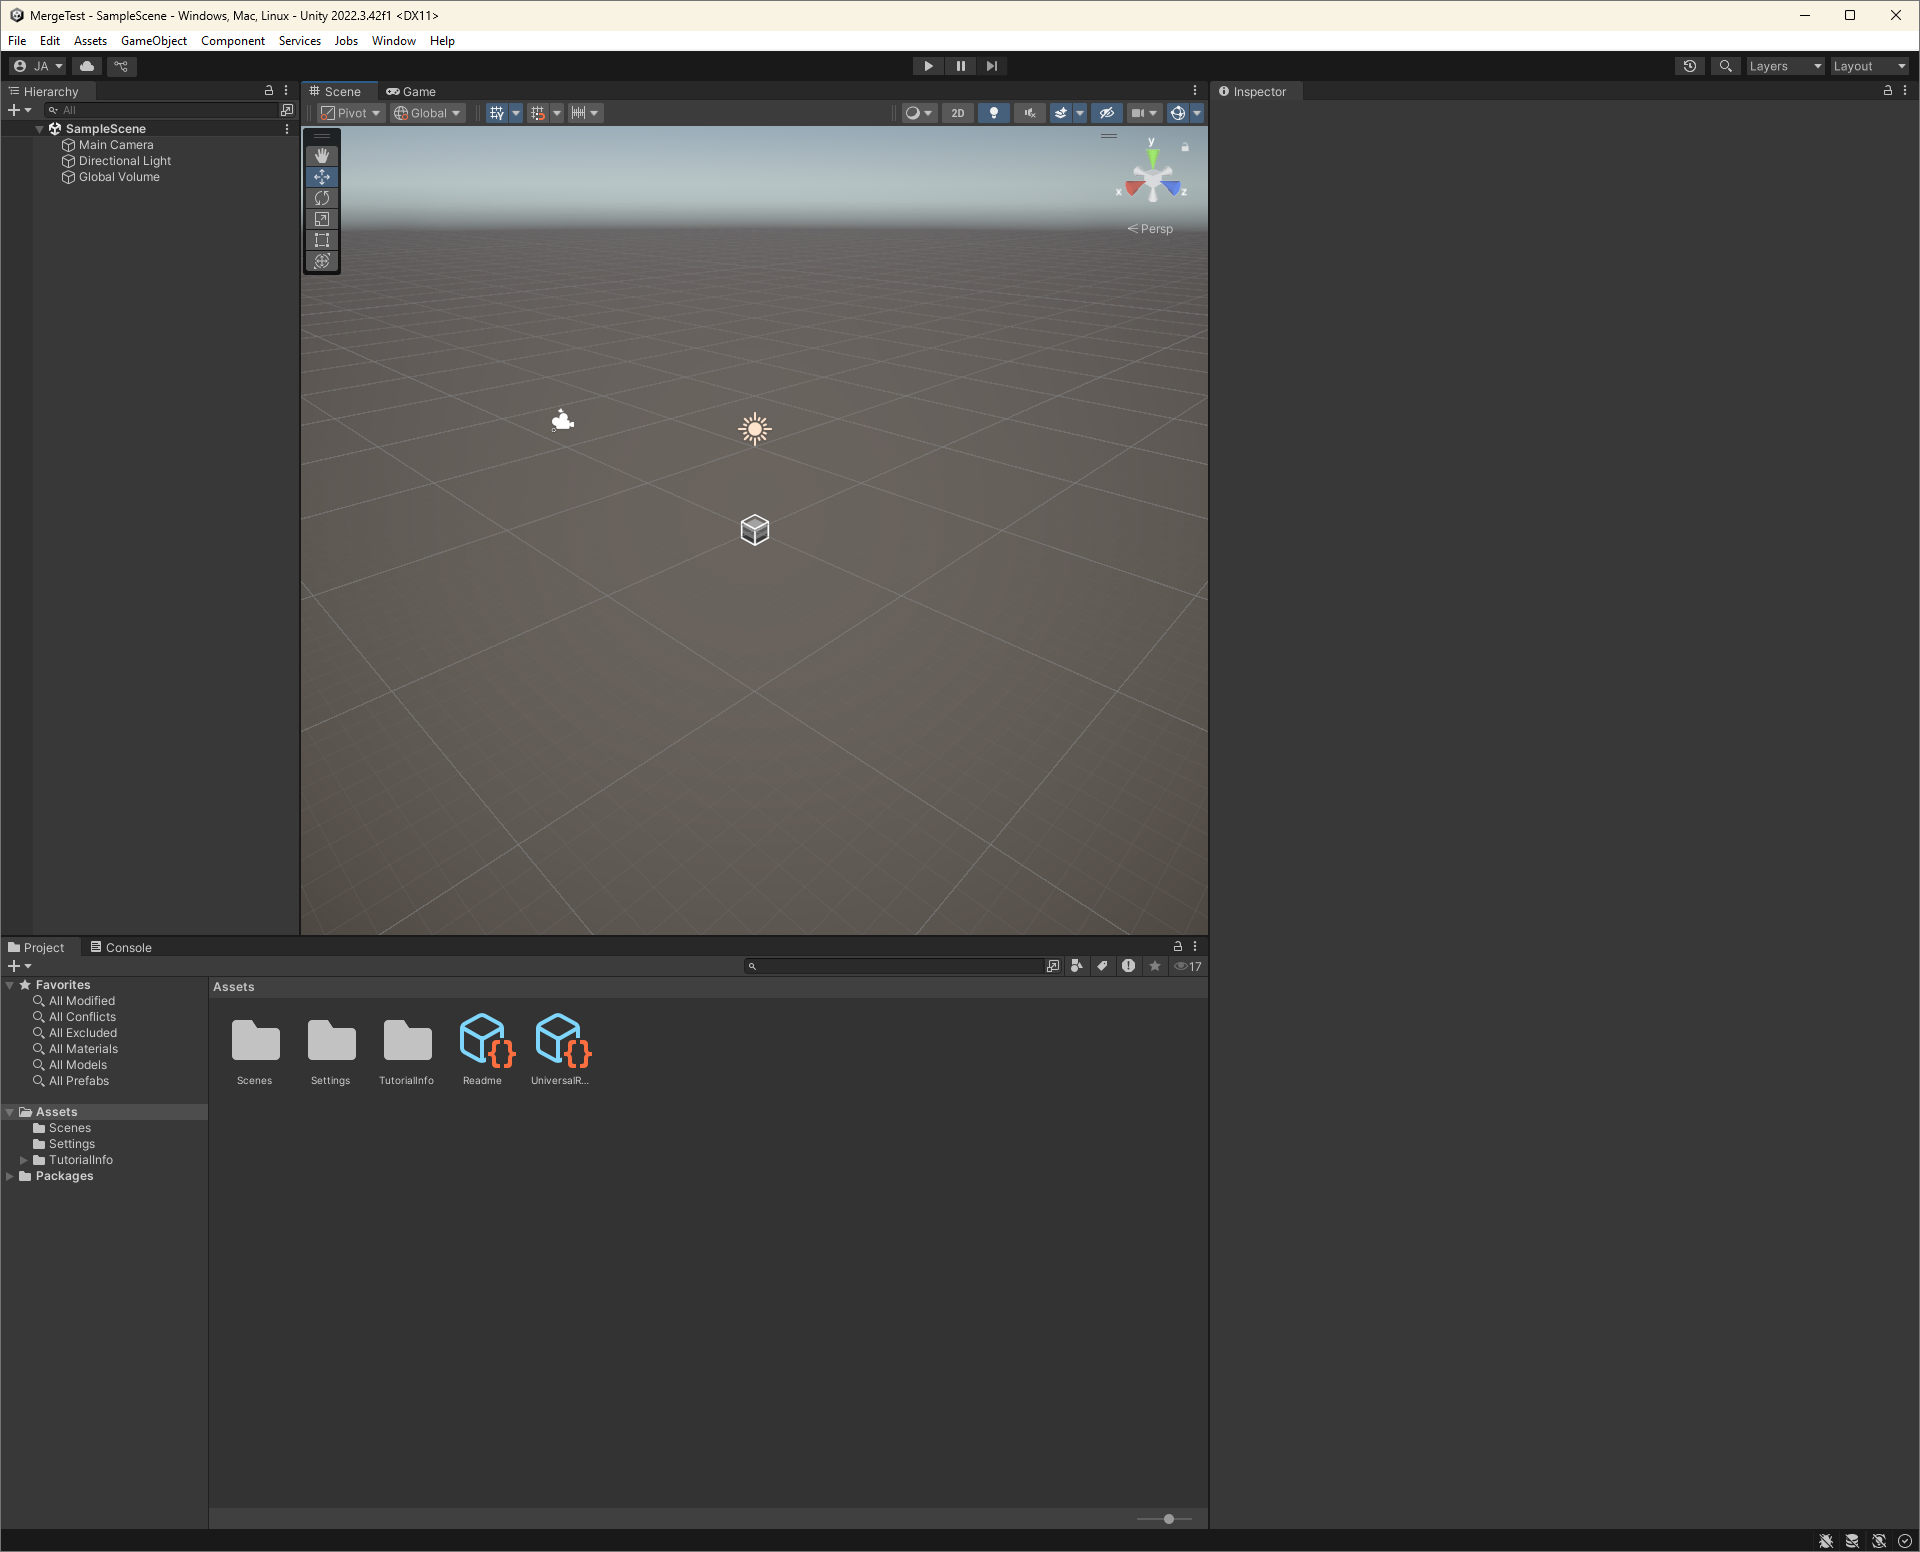 MergeTest - SampleScene - Windows, Mac, Linux - Unity 2022.3.42f1 <DX11>
File Edit Assets GameObject Component Services Jobs Window Help
JA Layers Layout
Hierarchy
All
SampleScene
Main Camera
Directional Light
Global Volume
Scene Game
Pivot Global 2D
y
x z
Persp
Inspector
Project Console
17
Favorites
All Modified
All Conflicts
All Excluded
All Materials
All Models
All Prefabs
Assets
Scenes
Settings
TutorialInfo
Packages
Assets
Scenes Settings TutorialInfo Readme UniversalR...